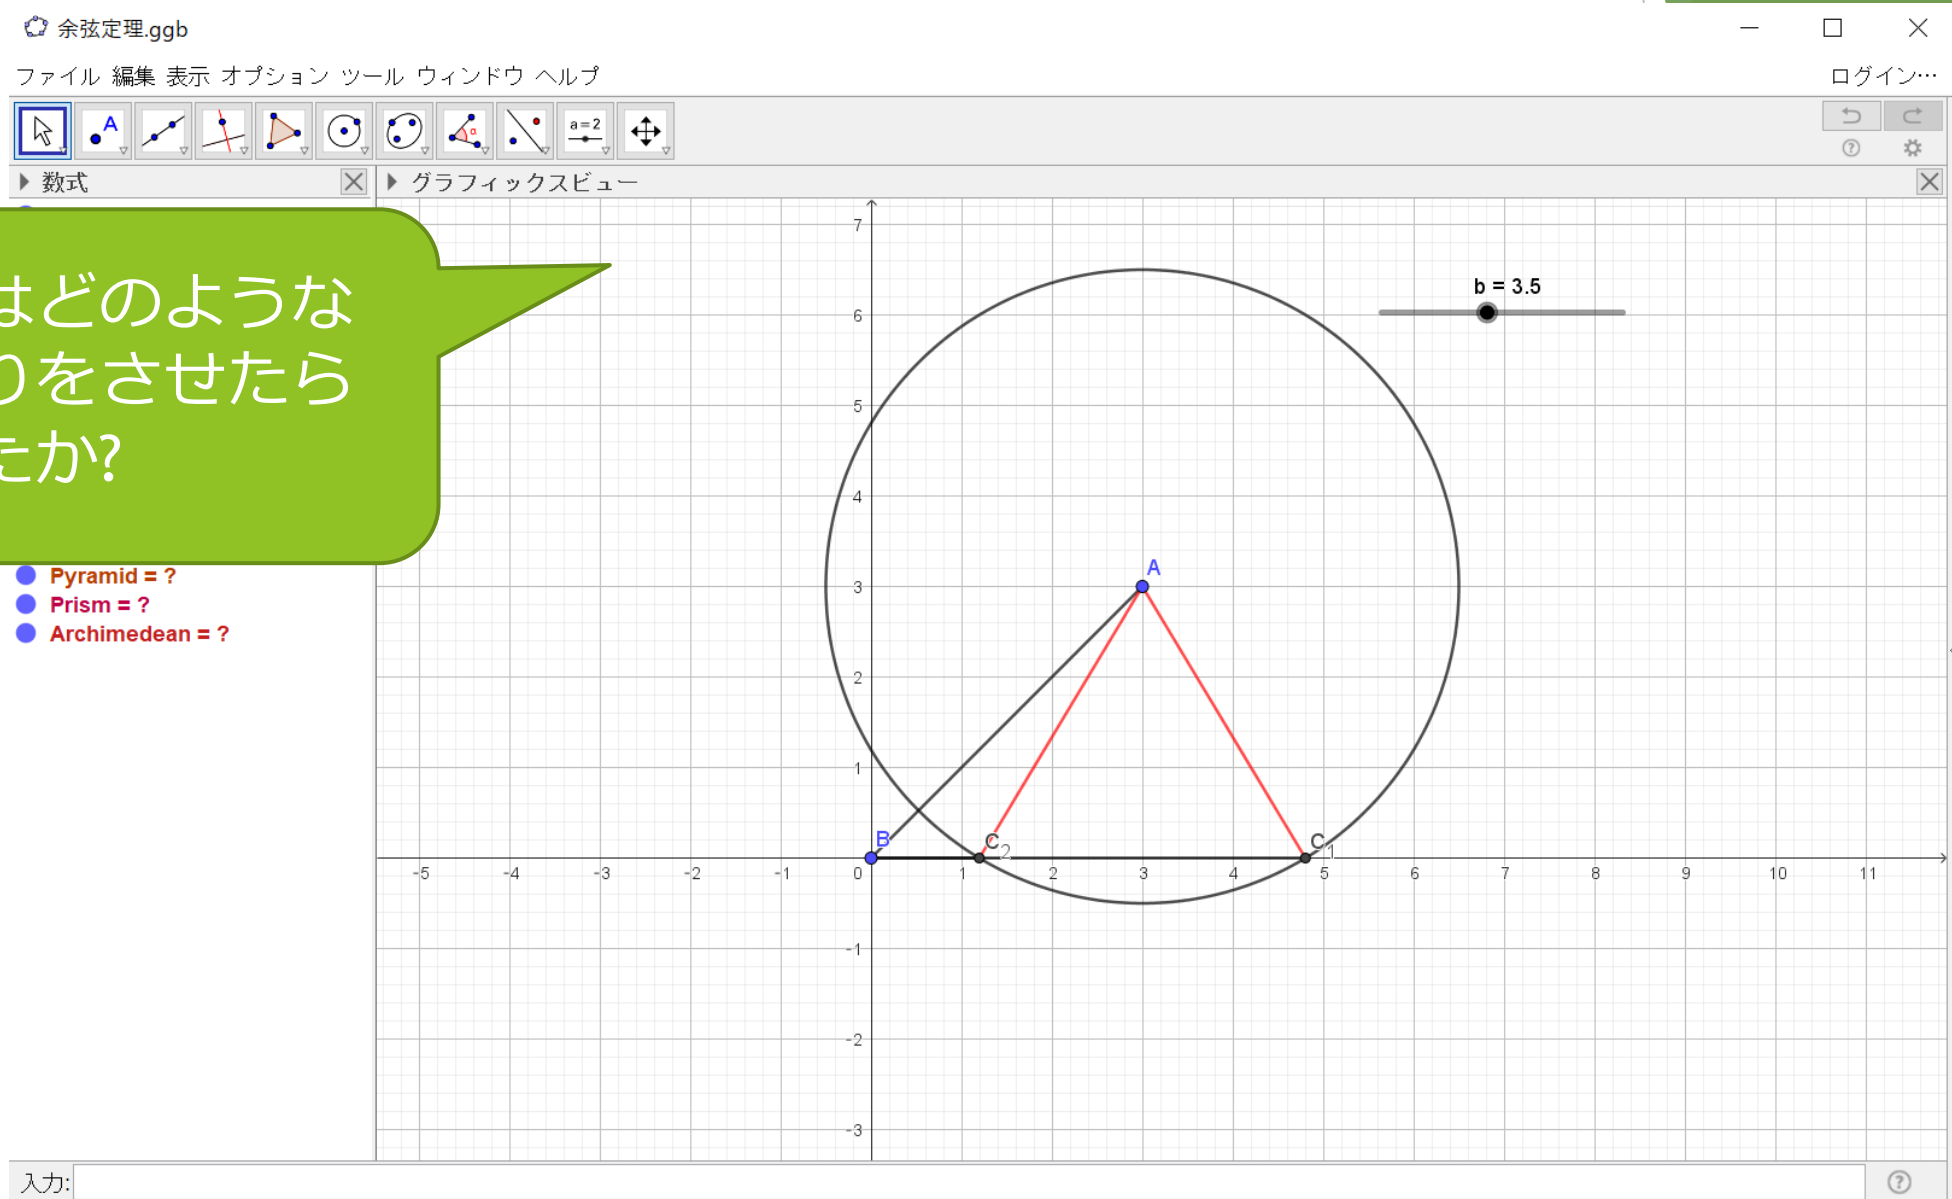 余弦定理.ggb
ファイル 編集 表示 オプション ツール ウィンドウ ヘルプ
ログイン…
A
α
a=2
数式
グラフィックスビュー
はどのような
りをさせたら
たか?
Pyramid = ?
Prism = ?
Archimedean = ?
b = 3.5
7
6
5
4
3
2
1
-1
-2
-3
-5 -4 -3 -2 -1 0 1 2 3 4 5 6 7 8 9 10 11
A
B
C2
C1
入力: